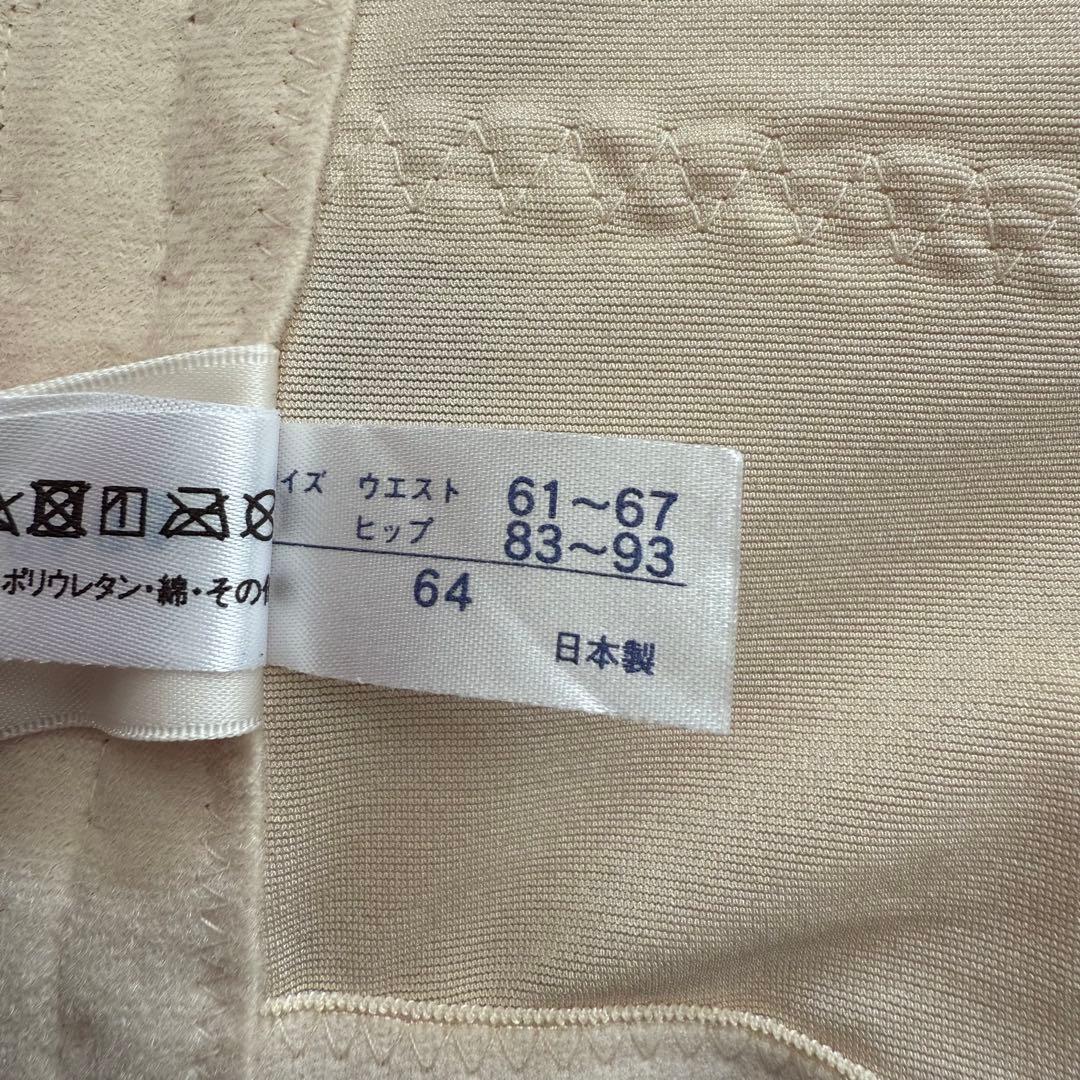 イズ ウエスト 61～67
ヒップ 83～93
64
日本製
ポリウレタン・綿・その